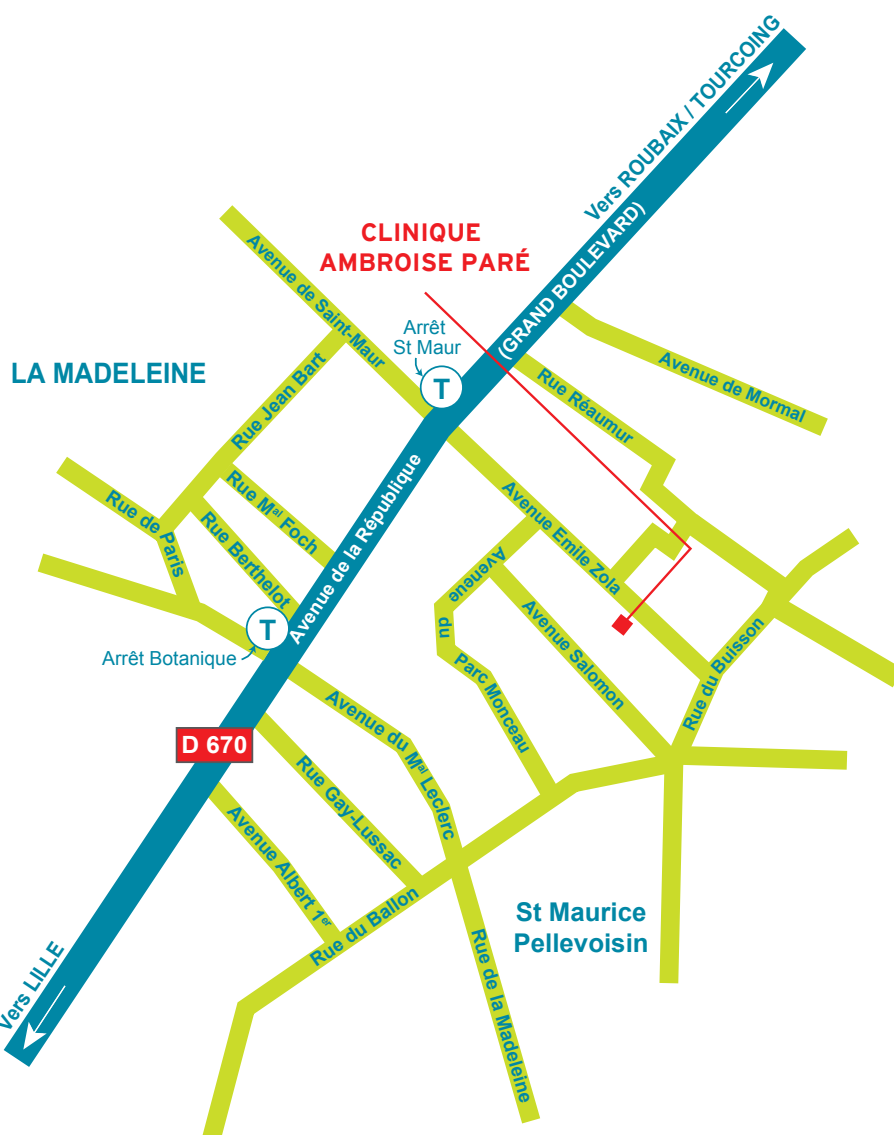 Vers ROUBAIX / TOURCOING
(GRAND BOULEVARD)
CLINIQUE
AMBROISE PARÉ
Avenue de Saint-Maur
Arrêt
St Maur
T
LA MADELEINE
Avenue de Mormal
Rue Réaumur
Rue Jean Bart
Rue Mal Foch
Rue Berthelot
Rue de Paris
Avenue de la République
Avenue Emile Zola
Aveneue
du
Parc Monceau
Avenue Salomon
Rue du Buisson
T
Arrêt Botanique
D 670
Avenue du Mal Leclerc
Rue Gay-Lussac
Avenue Albert 1er
Rue du Ballon
St Maurice
Pellevoisin
Rue de la Madeleine
Vers LILLE